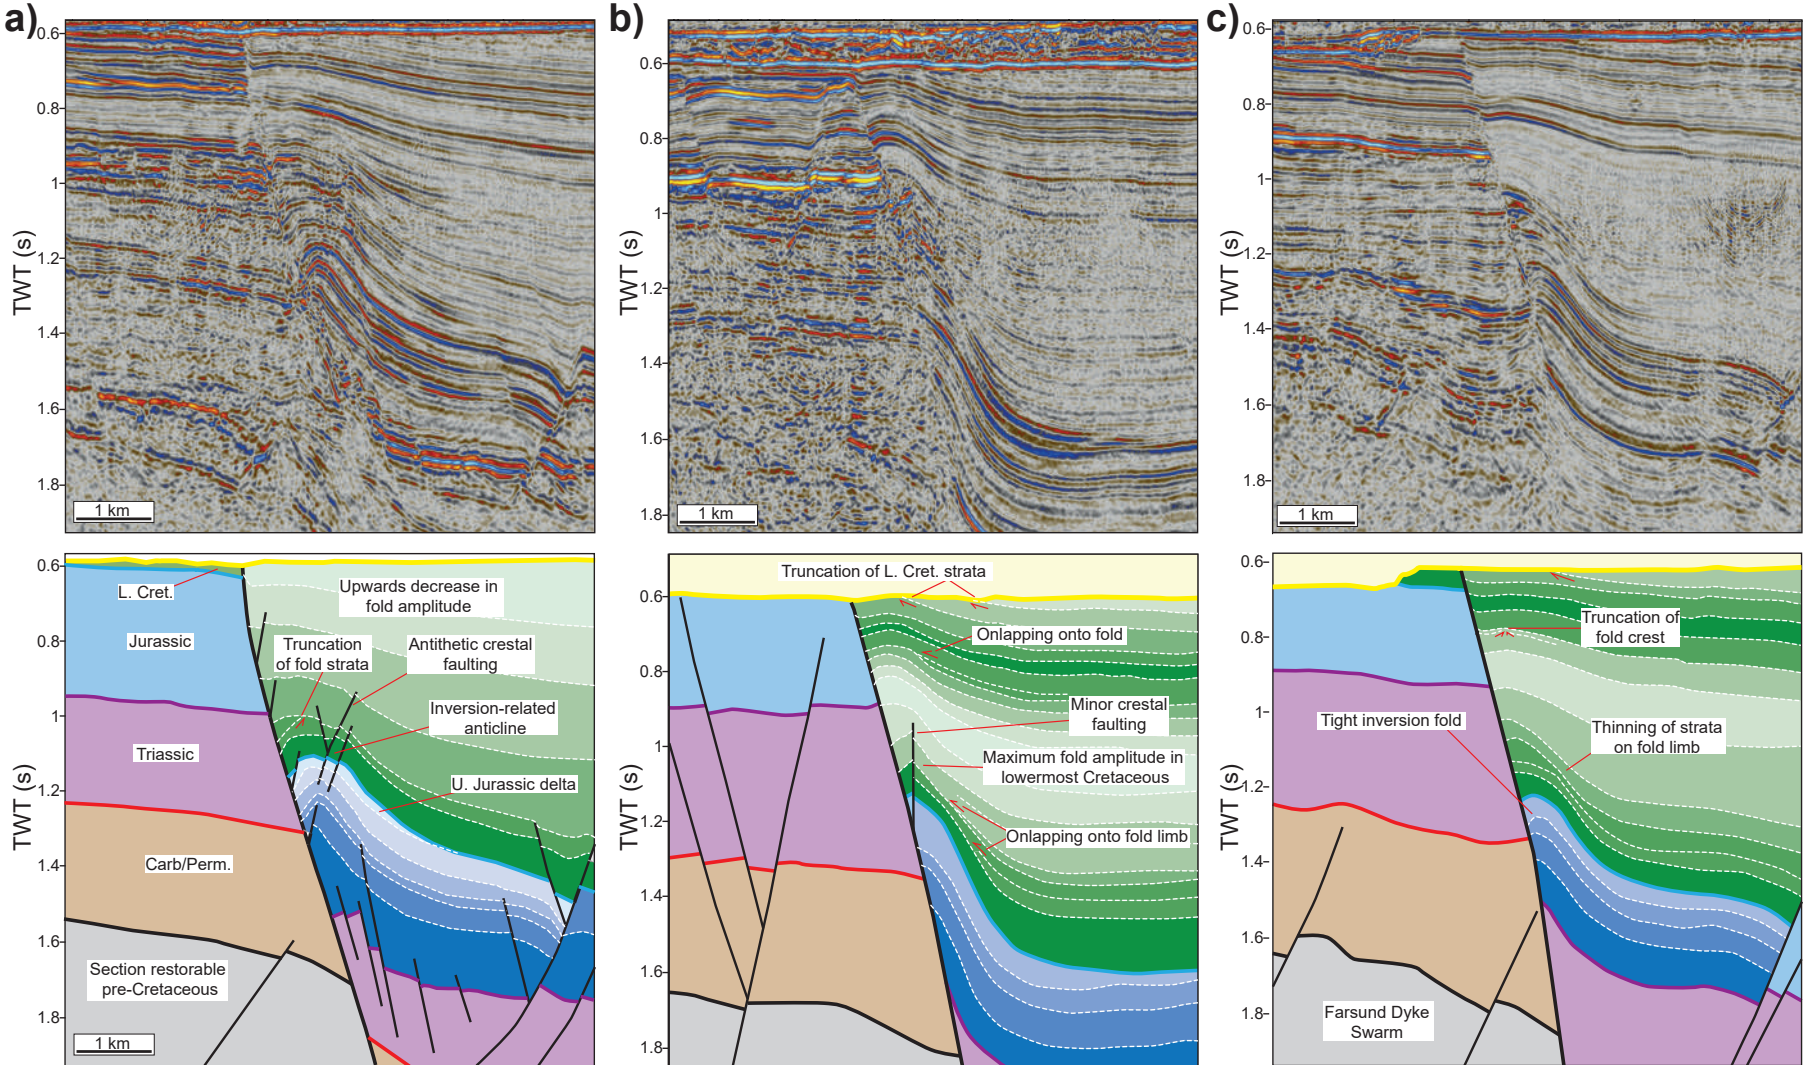 a)
0.6
0.8
1
1.2
1.4
1.6
1.8
TWT (s)
1 km
b)
0.6
0.8
1
1.2
1.4
1.6
1.8
TWT (s)
1 km
c)
0.6
0.8
1
1.2
1.4
1.6
1.8
TWT (s)
1 km
0.6
0.8
1
1.2
1.4
1.6
1.8
TWT (s)
L. Cret.
Jurassic
Triassic
Carb/Perm.
Section restorable
pre-Cretaceous
1 km
Upwards decrease in
fold amplitude
Truncation
of fold strata
Antithetic crestal
faulting
Inversion-related
anticline
U. Jurassic delta
0.6
0.8
1
1.2
1.4
1.6
1.8
TWT (s)
Truncation of L. Cret. strata
Onlapping onto fold
Minor crestal
faulting
Maximum fold amplitude in
lowermost Cretaceous
Onlapping onto fold limb
0.6
0.8
1
1.2
1.4
1.6
1.8
TWT (s)
Truncation of
fold crest
Tight inversion fold
Thinning of strata
on fold limb
Farsund Dyke
Swarm